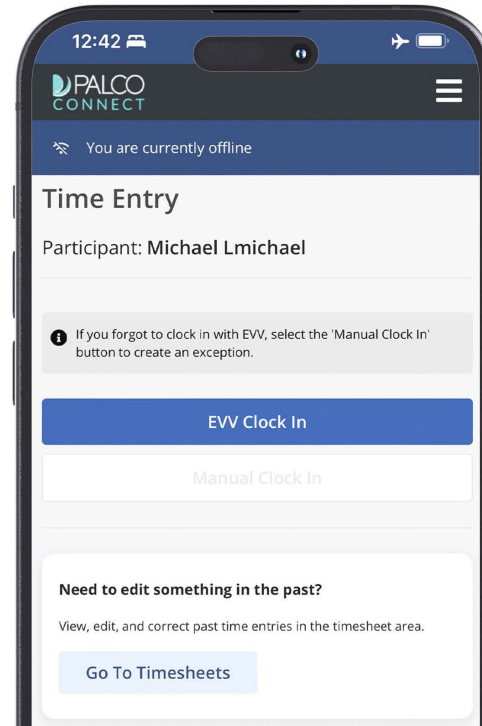 12:42
PALCO
CONNECT
You are currently offline
Time Entry
Participant: Michael Lmichael
If you forgot to clock in with EVV, select the 'Manual Clock In'
button to create an exception.
EVV Clock In
Manual Clock In
Need to edit something in the past?
View, edit, and correct past time entries in the timesheet area.
Go To Timesheets